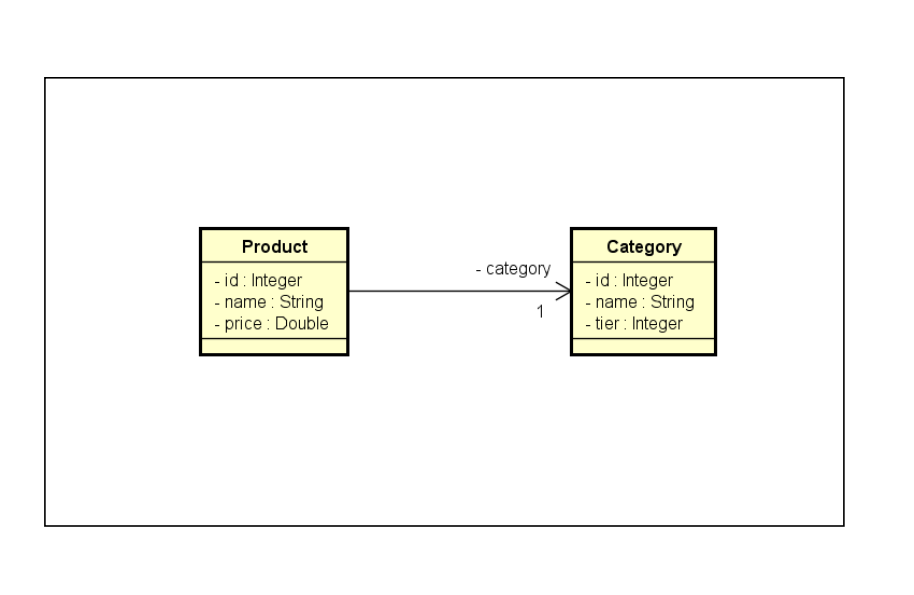 Product
- id : Integer
- name : String
- price : Double
- category
1
Category
- id : Integer
- name : String
- tier : Integer